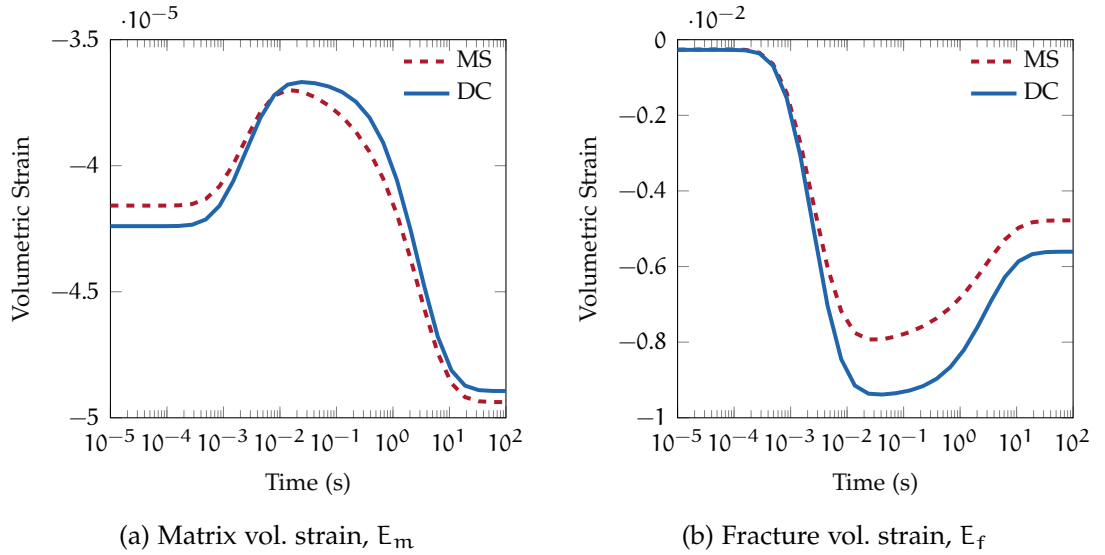 ·10⁻⁵
−3.5
−4
−4.5
−5
Volumetric Strain
MS
DC
10⁻⁵ 10⁻⁴ 10⁻³ 10⁻² 10⁻¹ 10⁰ 10¹ 10²
Time (s)
(a) Matrix vol. strain, Eₘ
·10⁻²
0
−0.2
−0.4
−0.6
−0.8
−1
Volumetric Strain
MS
DC
10⁻⁵ 10⁻⁴ 10⁻³ 10⁻² 10⁻¹ 10⁰ 10¹ 10²
Time (s)
(b) Fracture vol. strain, E_f